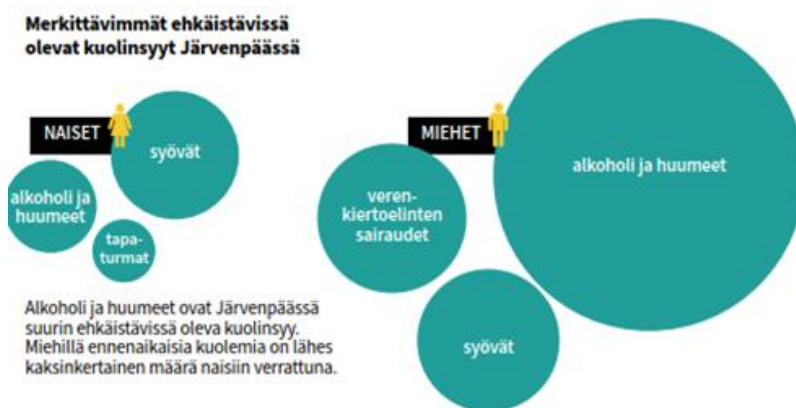 Merkittävimmät ehkäistävissä
olevat kuolinsyyt Järvenpäässä
NAISET
syövät
alkoholi ja
huumeet
tapa-
turmat
MIEHET
alkoholi ja huumeet
veren-
kiertoelinten
sairaudet
syövät
Alkoholi ja huumeet ovat Järvenpäässä
suurin ehkäistävissä oleva kuolinsyy.
Miehillä ennenaikaisia kuolemia on lähes
kaksinkertainen määrä naisiin verrattuna.